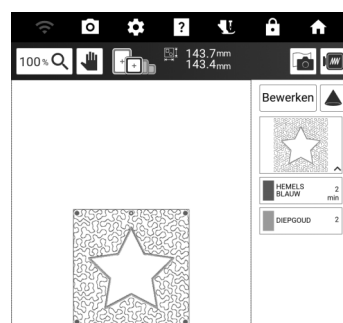 ?
100%
143.7mm
143.4mm
Bewerken
HEMELS
BLAUW
2
min
DIEPGOUD
2